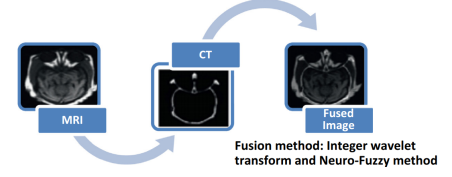 MRI
CT
Fused
Image
Fusion method: Integer wavelet
transform and Neuro-Fuzzy method